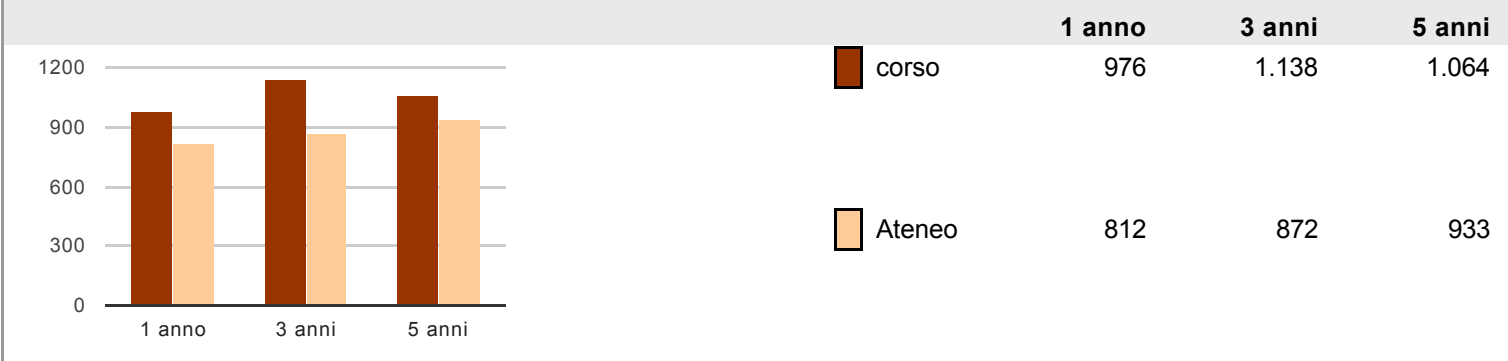 1 anno 3 anni 5 anni
1200
900
600
300
0
1 anno 3 anni 5 anni
corso 976 1.138 1.064
Ateneo 812 872 933